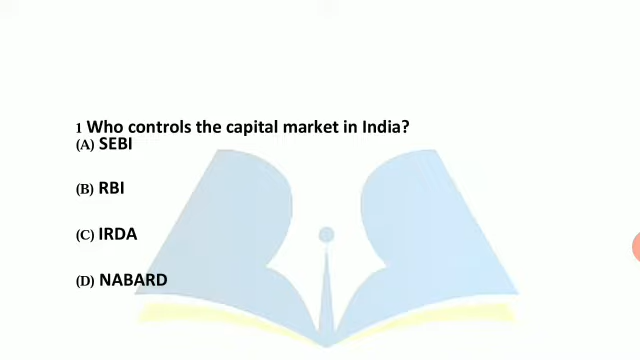 1 Who controls the capital market in India?
(A) SEBI
(B) RBI
(C) IRDA
(D) NABARD